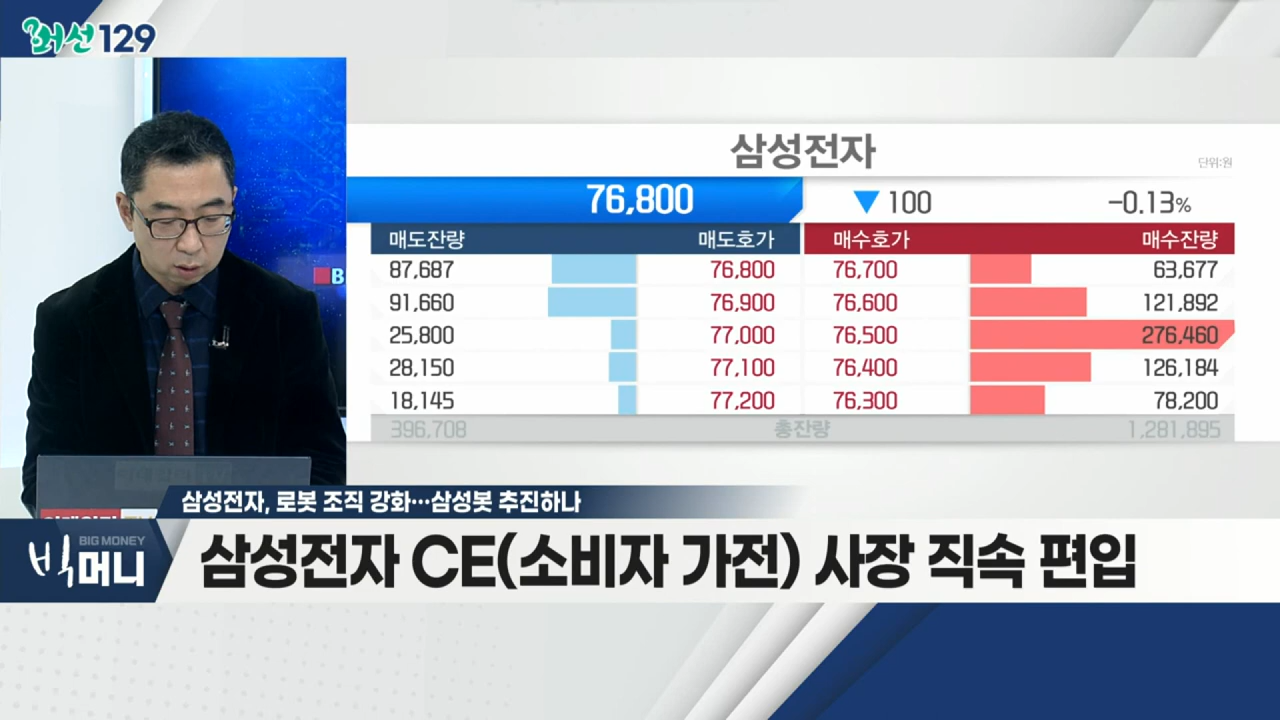 머선129
삼성전자
단위:원
76,800 ▼ 100 -0.13%
매도잔량 매도호가 매수호가 매수잔량
87,687 76,800 76,700 63,677
91,660 76,900 76,600 121,892
25,800 77,000 76,500 276,460
28,150 77,100 76,400 126,184
18,145 77,200 76,300 78,200
396,708 총잔량 1,281,895
B
삼성전자, 로봇 조직 강화…삼성봇 추진하나
BIG MONEY
빅머니
삼성전자 CE(소비자 가전) 사장 직속 편입